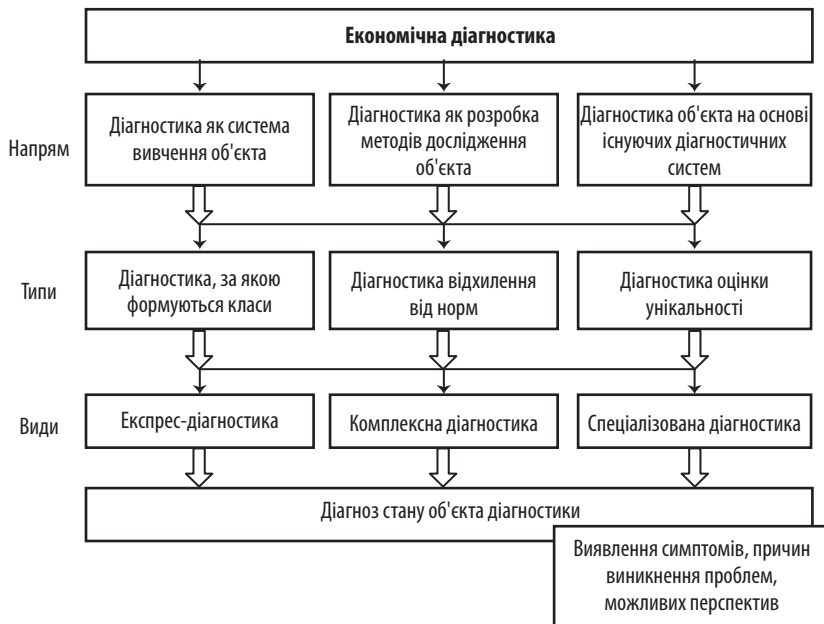 Економічна діагностика
Напрям
Діагностика як система
вивчення об'єкта
Діагностика як розробка
методів дослідження
об'єкта
Діагностика об'єкта на основі
існуючих діагностичних
систем
Типи
Діагностика, за якою
формуються класи
Діагностика відхилення
від норм
Діагностика оцінки
унікальності
Види
Експрес-діагностика
Комплексна діагностика
Спеціалізована діагностика
Діагноз стану об'єкта діагностики
Виявлення симптомів, причин
виникнення проблем,
можливих перспектив